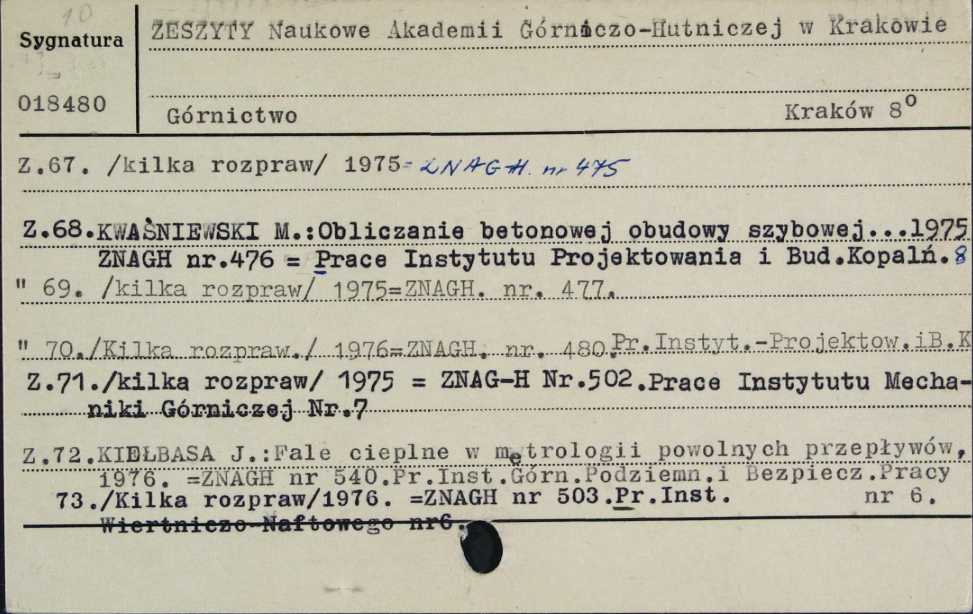 10
Sygnatura
018480
ZESZYTY Naukowe Akademii Górniczo-Hutniczej w Krakowie
Górnictwo Kraków 8°
Z.67. /kilka rozpraw/ 1975= ZNAGH. nr 475
Z.68.KWAŚNIEWSKI M.:Obliczanie betonowej obudowy szybowej...1975
ZNAGH nr.476 = Prace Instytutu Projektowania i Bud.Kopalń.8
" 69. /kilka rozpraw/ 1975=ZNAGH. nr. 477.
" 70./Kilka rozpraw./ 1976=ZNAGH. nr. 480.Pr.Instyt.-Projektow.iB.K
Z.71./kilka rozpraw/ 1975 = ZNAG-H Nr.502.Prace Instytutu Mecha-
niki Górniczej Nr.7
Z.72.KIEŁBASA J.:Fale cieplne w mętrologii powolnych przepływów,
1976. =ZNAGH nr 540.Pr.Inst.Górn.Podziemn.i Bezpiecz.Pracy
73./Kilka rozpraw/1976. =ZNAGH nr 503.Pr.Inst. nr 6.
Wiertniczo-Naftowego nr6.